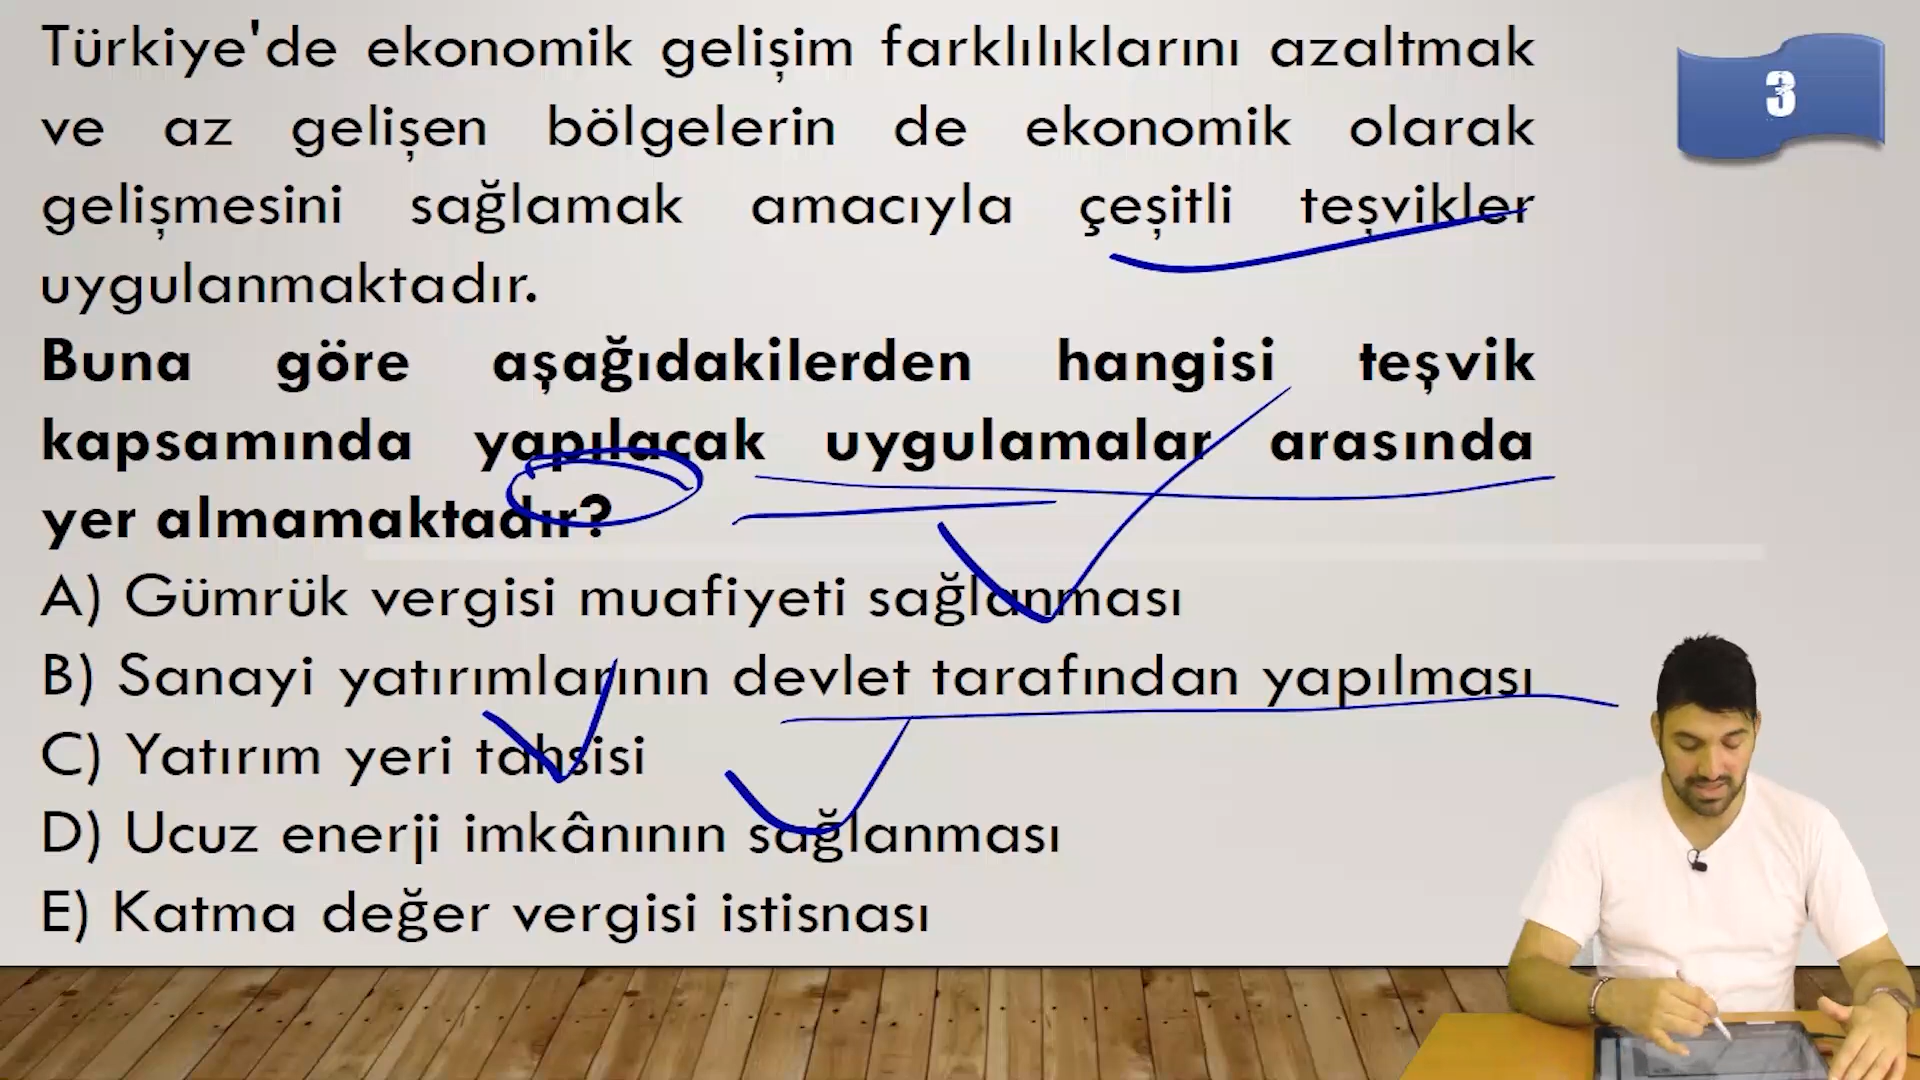 Türkiye'de ekonomik gelişim farklılıklarını azaltmak
ve az gelişen bölgelerin de ekonomik olarak
gelişmesini sağlamak amacıyla çeşitli teşvikler
uygulanmaktadır.
Buna göre aşağıdakilerden hangisi teşvik
kapsamında yapılacak uygulamalar arasında
yer almamaktadır?
A) Gümrük vergisi muafiyeti sağlanması
B) Sanayi yatırımlarının devlet tarafından yapılması
C) Yatırım yeri tahsisi
D) Ucuz enerji imkânının sağlanması
E) Katma değer vergisi istisnası
3